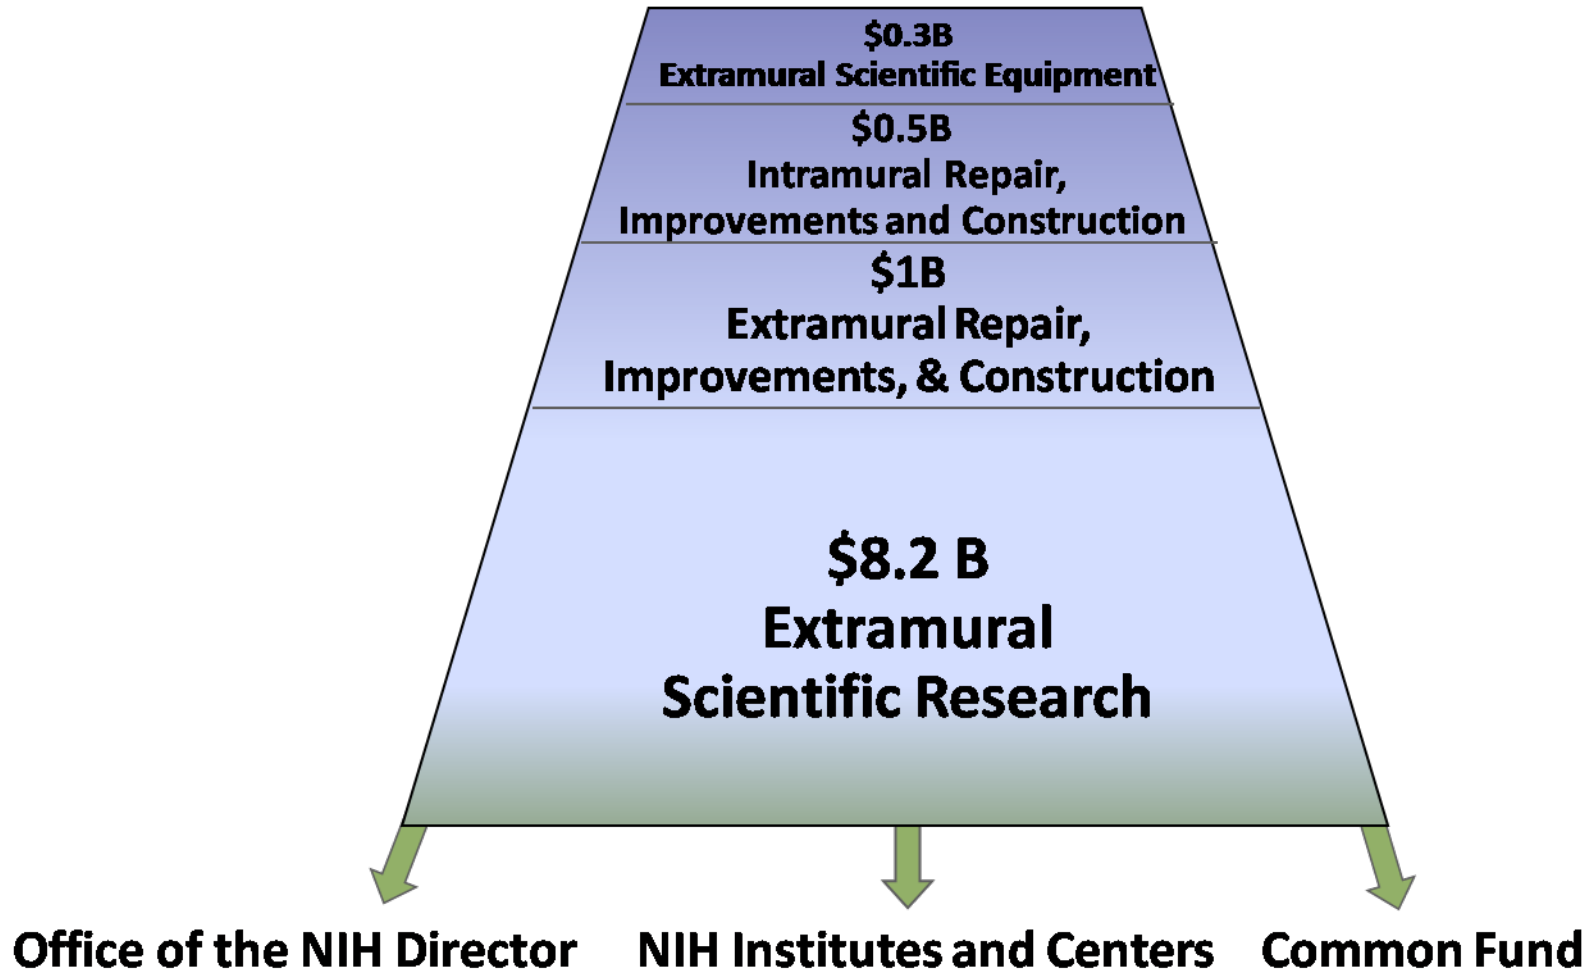 $0.3B
Extramural Scientific Equipment
$0.5B
Intramural Repair,
Improvements and Construction
$1B
Extramural Repair,
Improvements, & Construction
$8.2 B
Extramural
Scientific Research
Office of the NIH Director NIH Institutes and Centers Common Fund